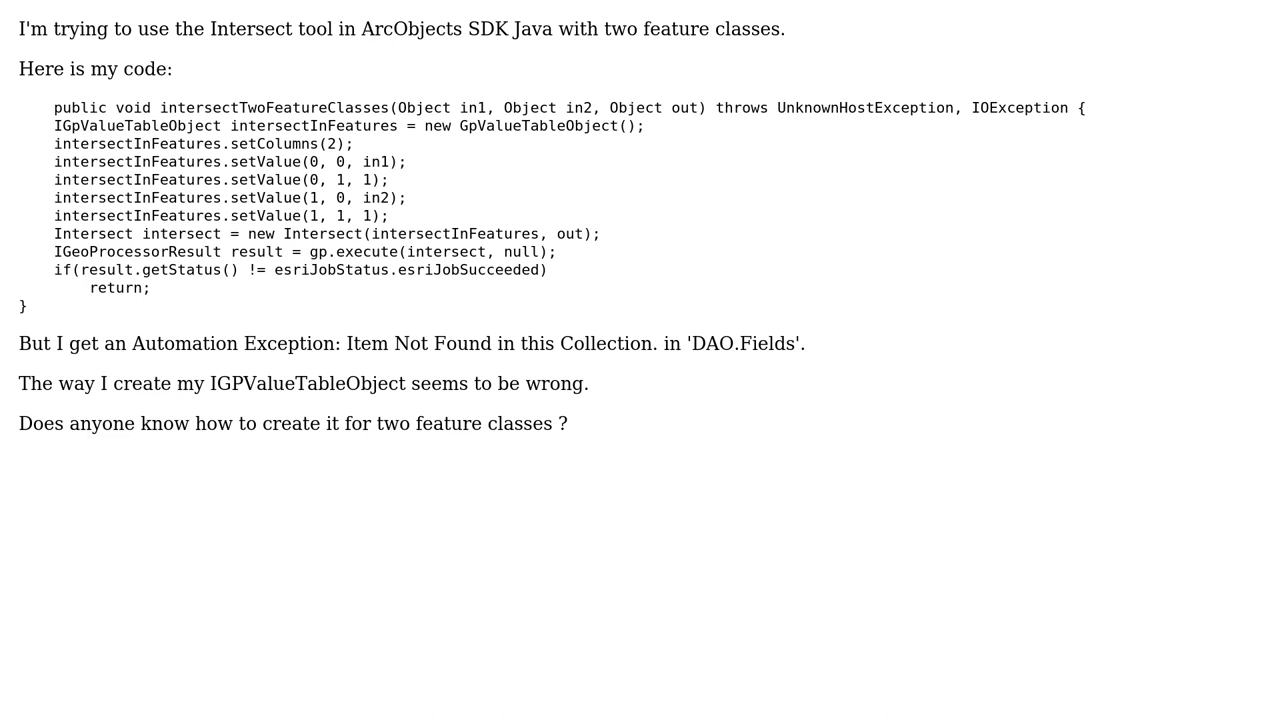 I'm trying to use the Intersect tool in ArcObjects SDK Java with two feature classes.
Here is my code:
    public void intersectTwoFeatureClasses(Object in1, Object in2, Object out) throws UnknownHostException, IOException {
    IGpValueTableObject intersectInFeatures = new GpValueTableObject();
    intersectInFeatures.setColumns(2);
    intersectInFeatures.setValue(0, 0, in1);
    intersectInFeatures.setValue(0, 1, 1);
    intersectInFeatures.setValue(1, 0, in2);
    intersectInFeatures.setValue(1, 1, 1);
    Intersect intersect = new Intersect(intersectInFeatures, out);
    IGeoProcessorResult result = gp.execute(intersect, null);
    if(result.getStatus() != esriJobStatus.esriJobSucceeded)
        return;
}
But I get an Automation Exception: Item Not Found in this Collection. in 'DAO.Fields'.
The way I create my IGPValueTableObject seems to be wrong.
Does anyone know how to create it for two feature classes ?